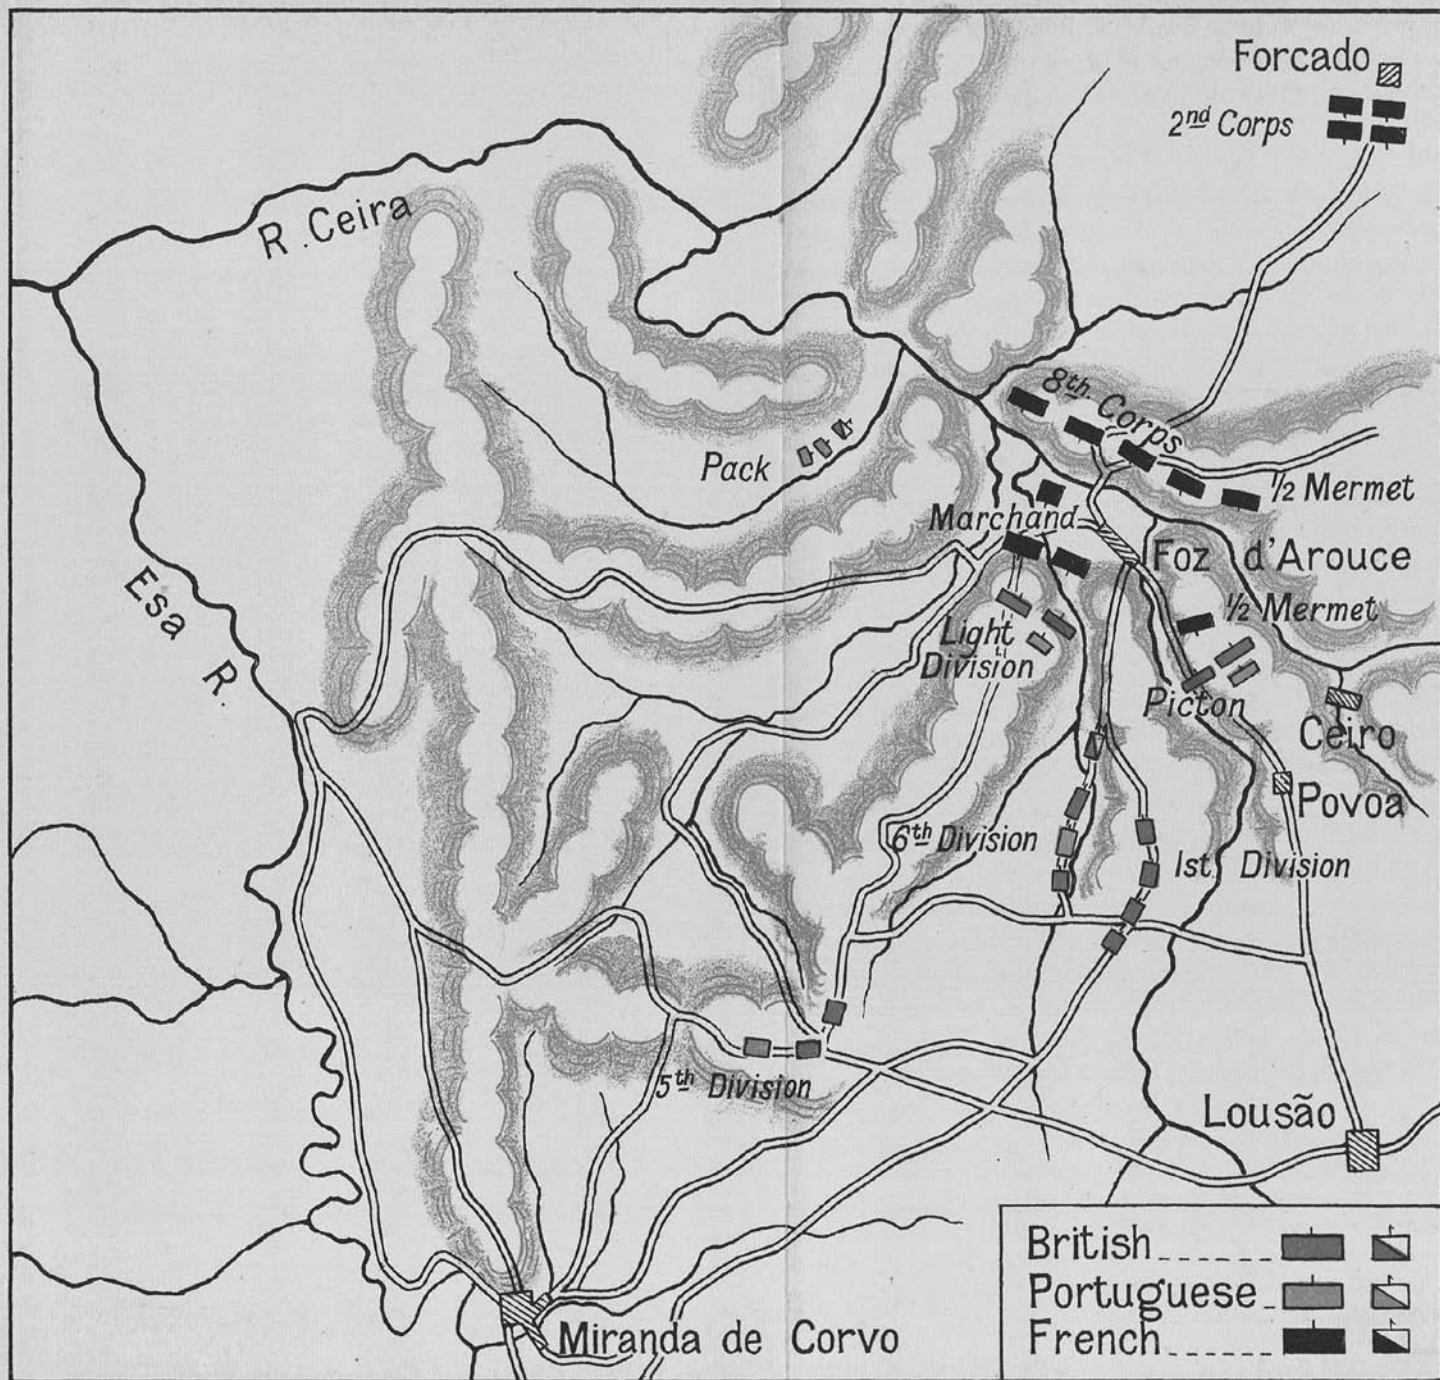 Forcado
2nd Corps
R. Ceira
8th Corps
Pack
½ Mermet
Marchand
Foz d'Arouce
Esa R.
½ Mermet
Light
Division
Picton
Ceiro
Povoa
6th Division
Ist. Division
5th Division
Lousão
British
Portuguese
French
Miranda de Corvo